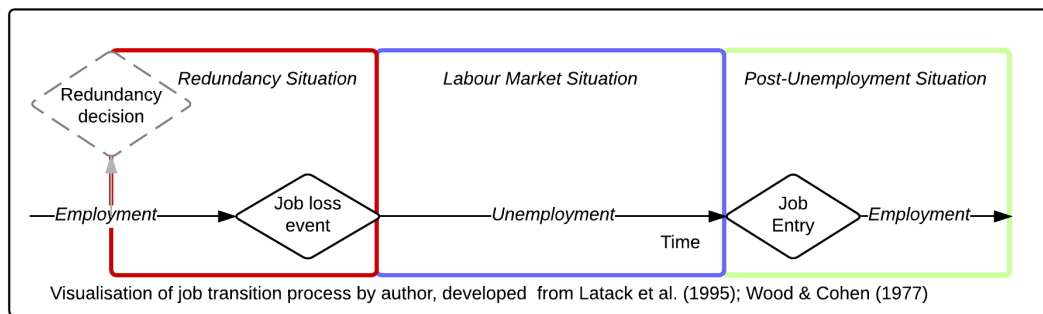 Redundancy Situation
Labour Market Situation
Post-Unemployment Situation
Redundancy
decision
Employment
Job loss
event
Unemployment
Time
Job
Entry
Employment
Visualisation of job transition process by author, developed from Latack et al. (1995); Wood & Cohen (1977)